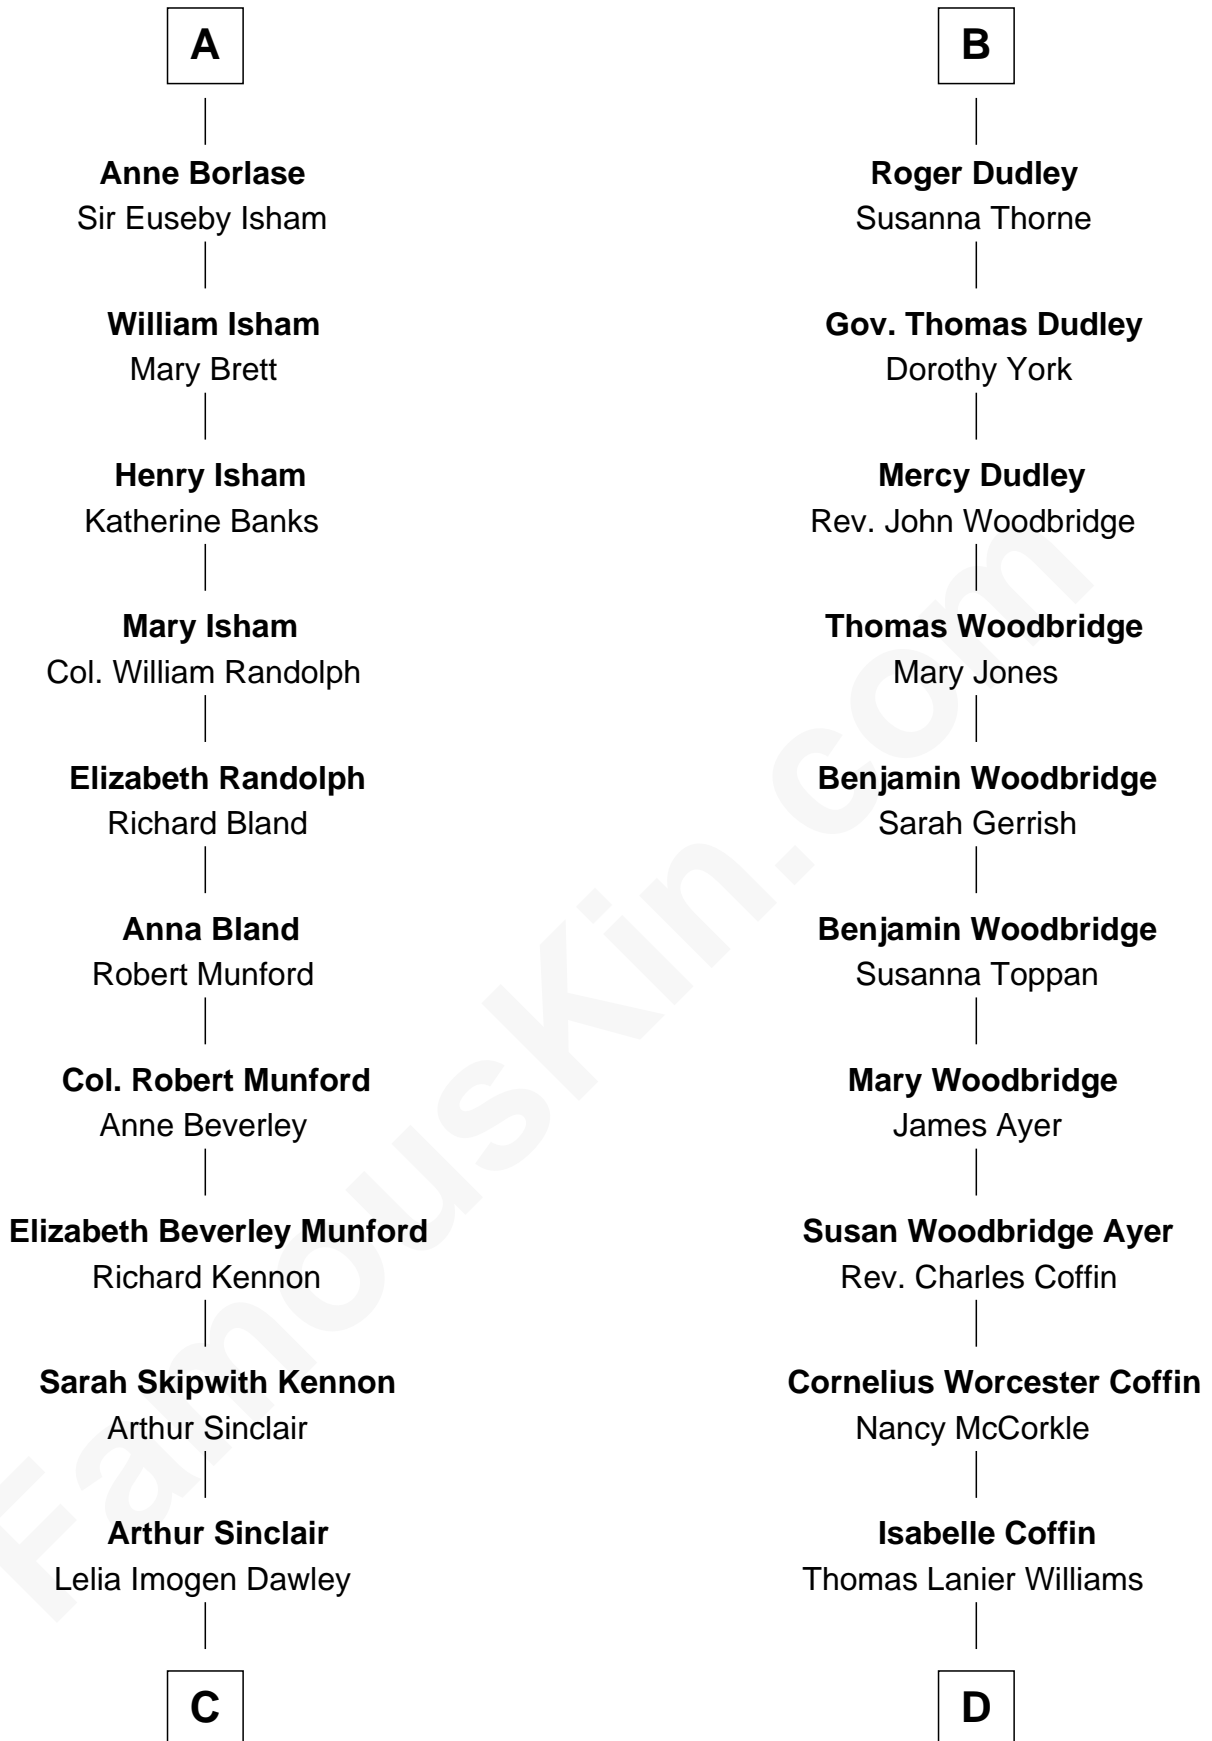 A
Anne Borlase
Sir Euseby Isham
William Isham
Mary Brett
Henry Isham
Katherine Banks
Mary Isham
Col. William Randolph
Elizabeth Randolph
Richard Bland
Anna Bland
Robert Munford
Col. Robert Munford
Anne Beverley
Elizabeth Beverley Munford
Richard Kennon
Sarah Skipwith Kennon
Arthur Sinclair
Arthur Sinclair
Lelia Imogen Dawley
C
B
Roger Dudley
Susanna Thorne
Gov. Thomas Dudley
Dorothy York
Mercy Dudley
Rev. John Woodbridge
Thomas Woodbridge
Mary Jones
Benjamin Woodbridge
Sarah Gerrish
Benjamin Woodbridge
Susanna Toppan
Mary Woodbridge
James Ayer
Susan Woodbridge Ayer
Rev. Charles Coffin
Cornelius Worcester Coffin
Nancy McCorkle
Isabelle Coffin
Thomas Lanier Williams
D
FamousKin.com